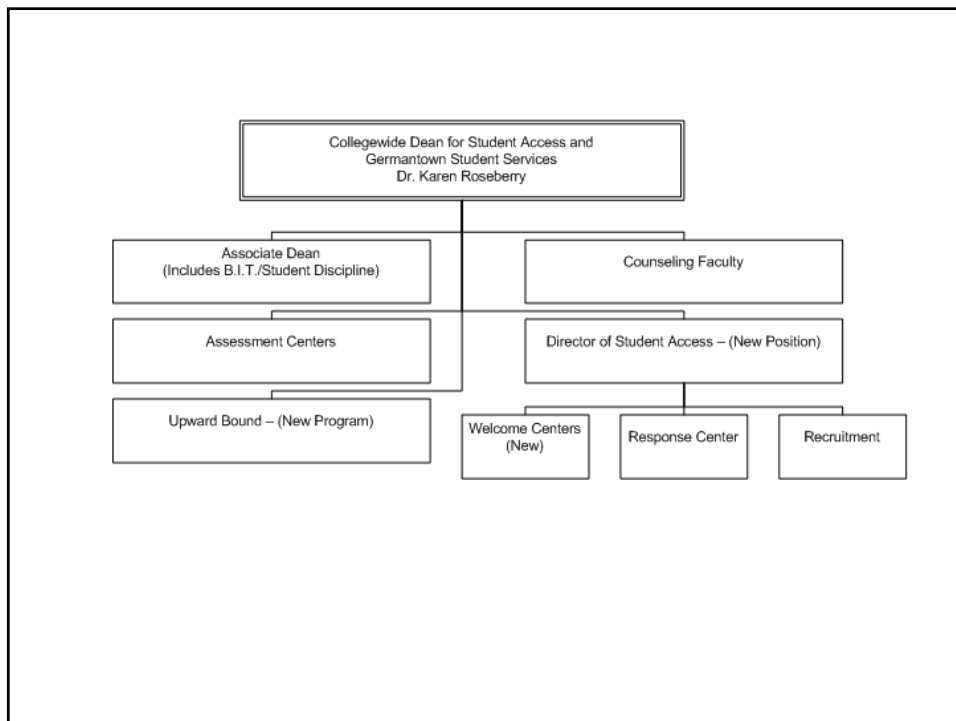 Collegewide Dean for Student Access and
Germantown Student Services
Dr. Karen Roseberry
Associate Dean
(Includes B.I.T./Student Discipline)
Counseling Faculty
Assessment Centers
Director of Student Access – (New Position)
Upward Bound – (New Program)
Welcome Centers
(New)
Response Center
Recruitment